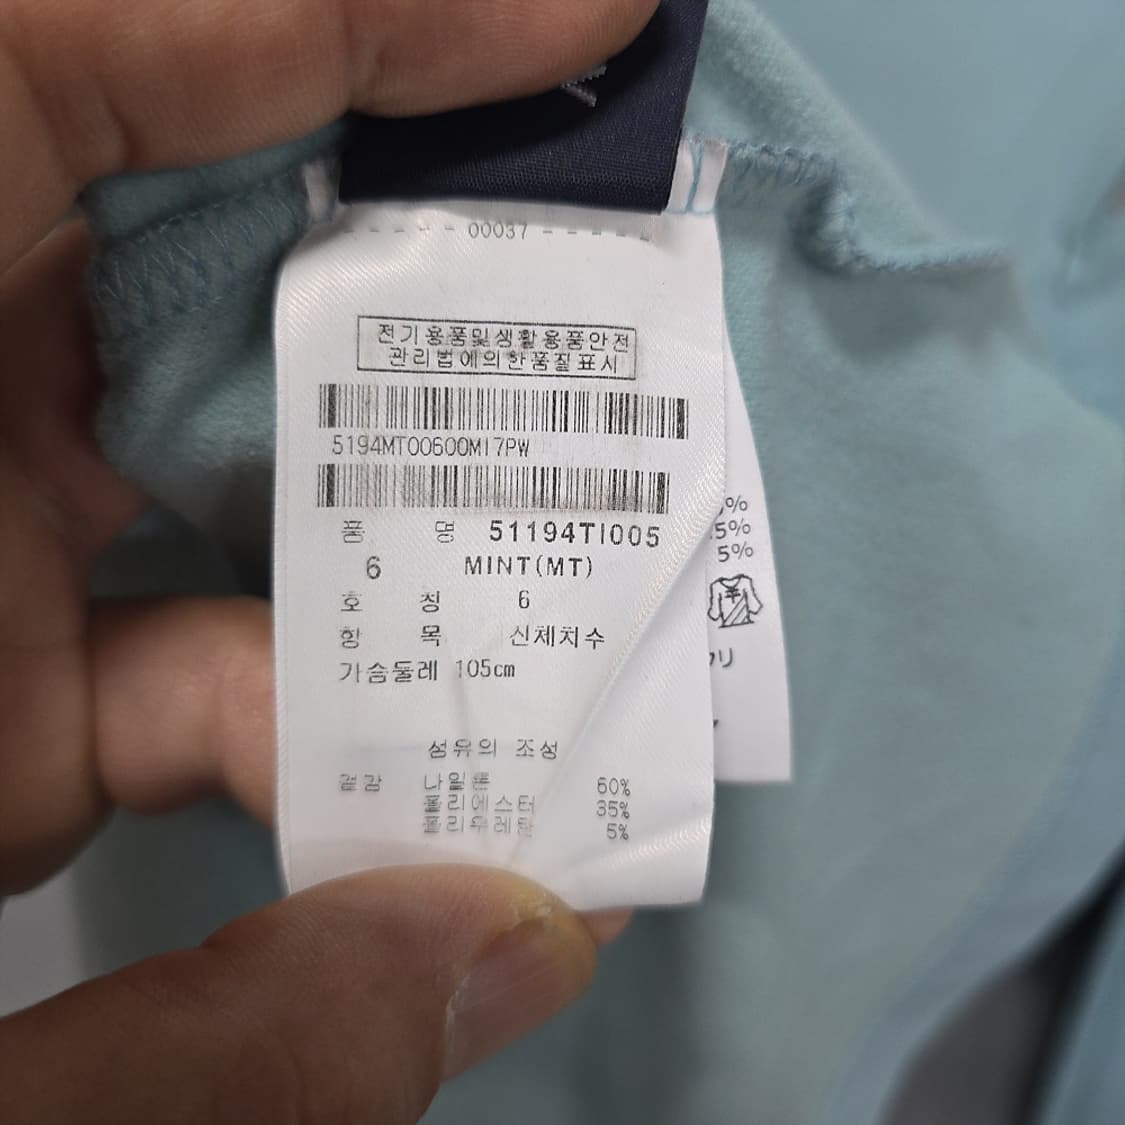 00037
전기용품및생활용품안전
관리법에의한품질표시
5194MT00600MI7PW
품 명 51194TI005
6 MINT(MT)
호 칭 6
항 목 신체치수
가슴둘레 105cm
섬유의 조성
겉감 나일론 60%
폴리에스터 35%
폴리우레탄 5%
5%
5%